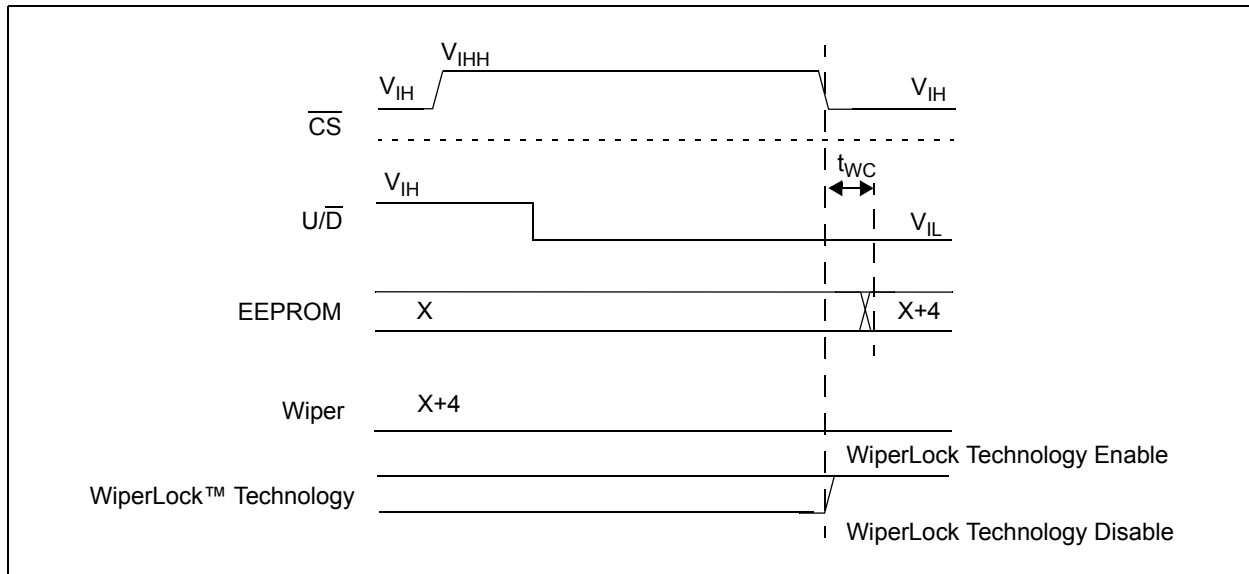 VIHH
VIH
VIH
CS
tWC
VIH
U/D
VIL
EEPROM
X
X+4
Wiper
X+4
WiperLock Technology Enable
WiperLock™ Technology
WiperLock Technology Disable